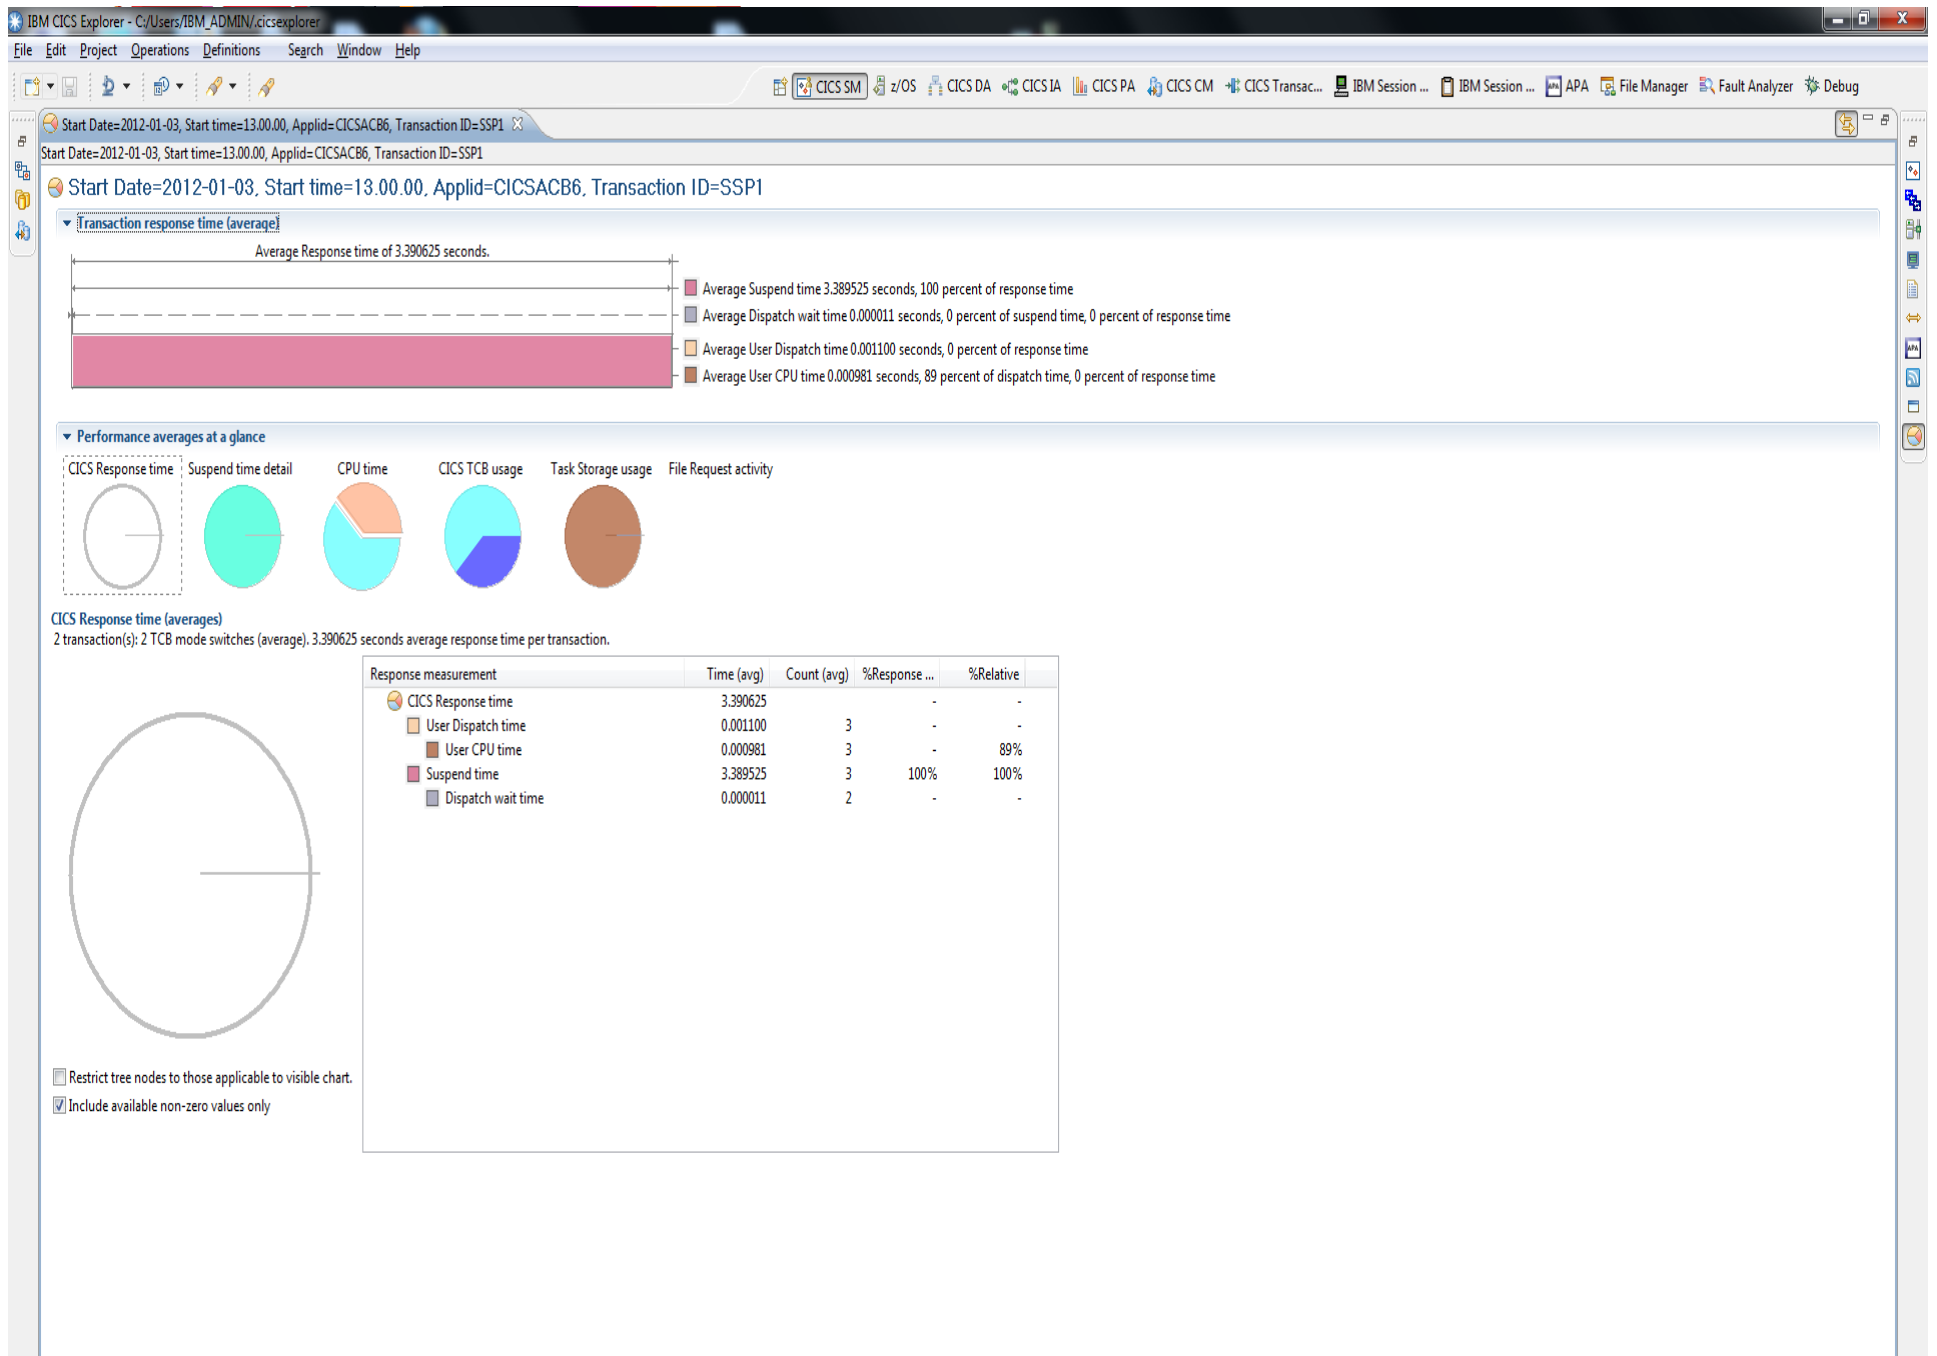 IBM CICS Explorer - C:/Users/IBM_ADMIN/.cicsexplorer
File Edit Project Operations Definitions Search Window Help
CICS SM z/OS CICS DA CICS IA CICS PA CICS CM CICS Transac... IBM Session ... IBM Session ... APA File Manager Fault Analyzer Debug
Start Date=2012-01-03, Start time=13.00.00, Applid=CICSACB6, Transaction ID=SSP1
Start Date=2012-01-03, Start time=13.00.00, Applid=CICSACB6, Transaction ID=SSP1
Start Date=2012-01-03, Start time=13.00.00, Applid=CICSACB6, Transaction ID=SSP1
Transaction response time (average)
Average Response time of 3.390625 seconds.
Average Suspend time 3.389525 seconds, 100 percent of response time
Average Dispatch wait time 0.000011 seconds, 0 percent of suspend time, 0 percent of response time
Average User Dispatch time 0.001100 seconds, 0 percent of response time
Average User CPU time 0.000981 seconds, 89 percent of dispatch time, 0 percent of response time
Performance averages at a glance
CICS Response time Suspend time detail CPU time CICS TCB usage Task Storage usage File Request activity
CICS Response time (averages)
2 transaction(s): 2 TCB mode switches (average). 3.390625 seconds average response time per transaction.
Response measurement Time (avg) Count (avg) %Response ... %Relative
CICS Response time 3.390625 - -
User Dispatch time 0.001100 3 - -
User CPU time 0.000981 3 - 89%
Suspend time 3.389525 3 100% 100%
Dispatch wait time 0.000011 2 - -
Restrict tree nodes to those applicable to visible chart.
Include available non-zero values only